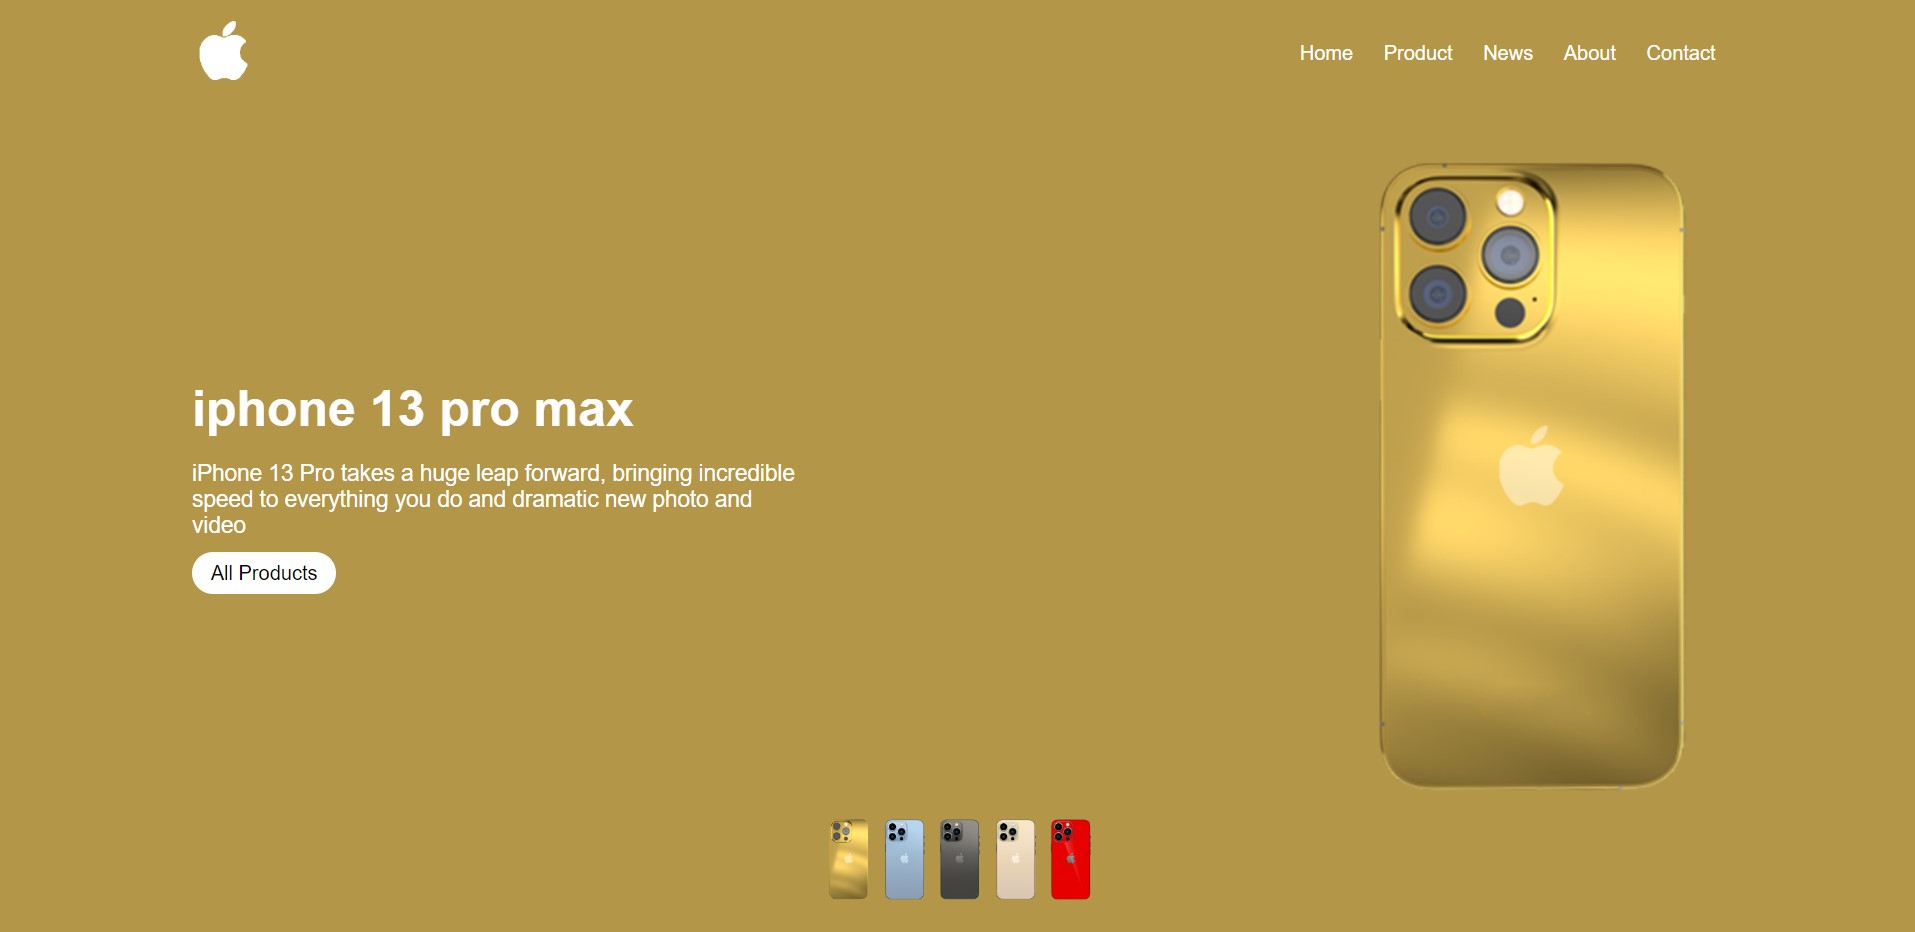 Home Product News About Contact
iphone 13 pro max
iPhone 13 Pro takes a huge leap forward, bringing incredible
speed to everything you do and dramatic new photo and
video
All Products